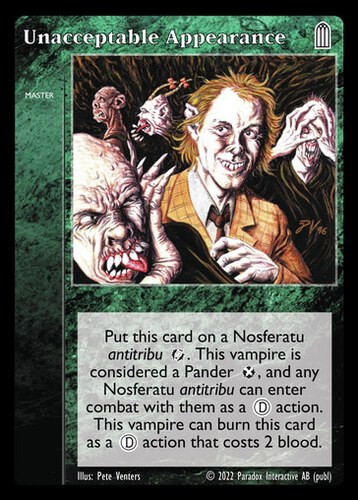 Unacceptable Appearance
MASTER
PV 96
Put this card on a Nosferatu
antitribu . This vampire is
considered a Pander , and any
Nosferatu antitribu can enter
combat with them as a Ⓓ action.
This vampire can burn this card
as a Ⓓ action that costs 2 blood.
Illus: Pete Venters © 2022 Paradox Interactive AB (publ)